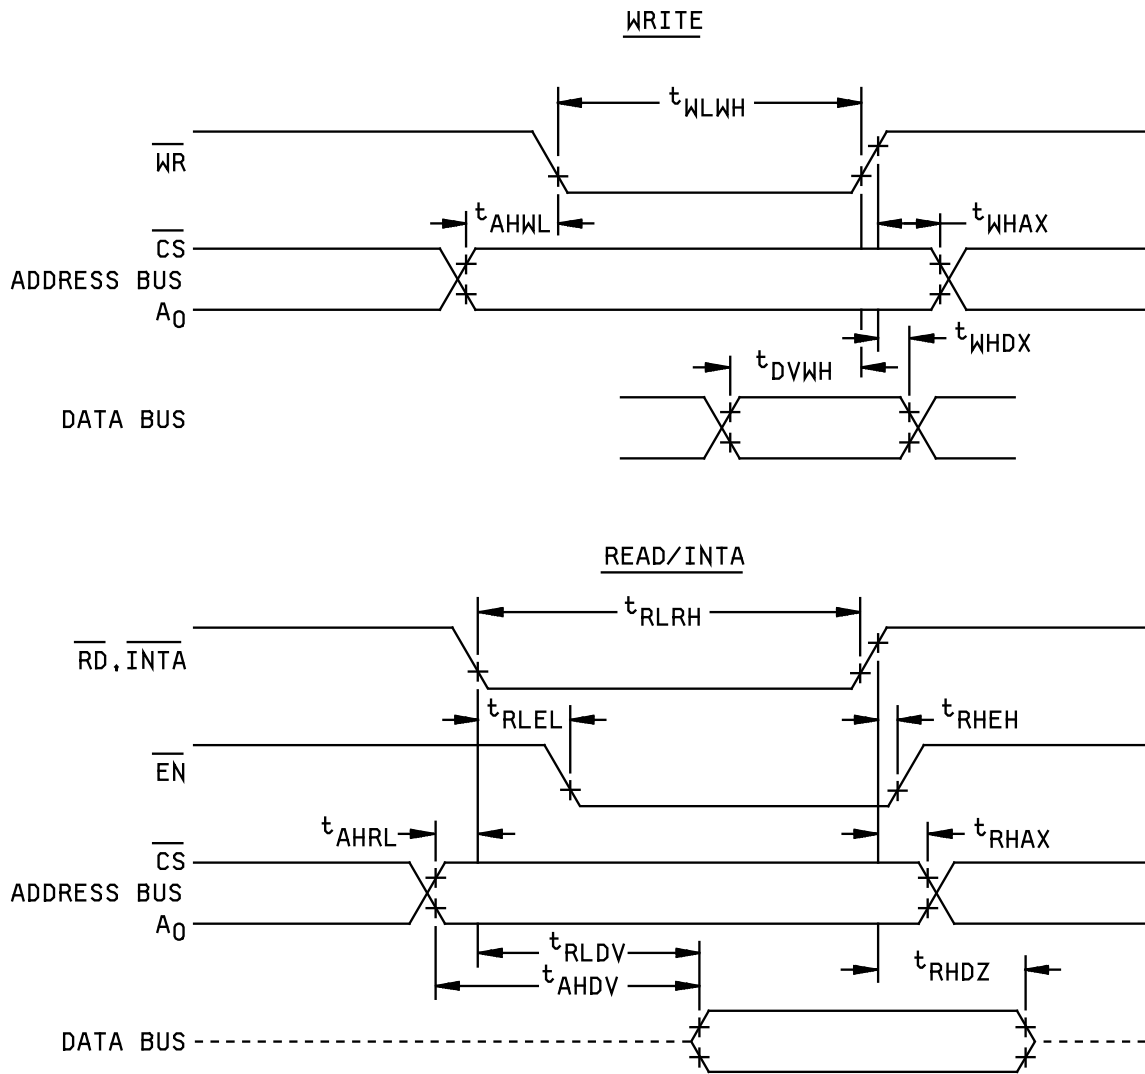 WRITE
tWLWH
WR
tAHWL
tWHAX
CS
ADDRESS BUS
A0
tWHDX
tDVWH
DATA BUS
READ/INTA
tRLRH
RD, INTA
tRLEL
tRHEH
EN
tAHRL
tRHAX
CS
ADDRESS BUS
A0
tRLDV
tRHDZ
tAHDV
DATA BUS